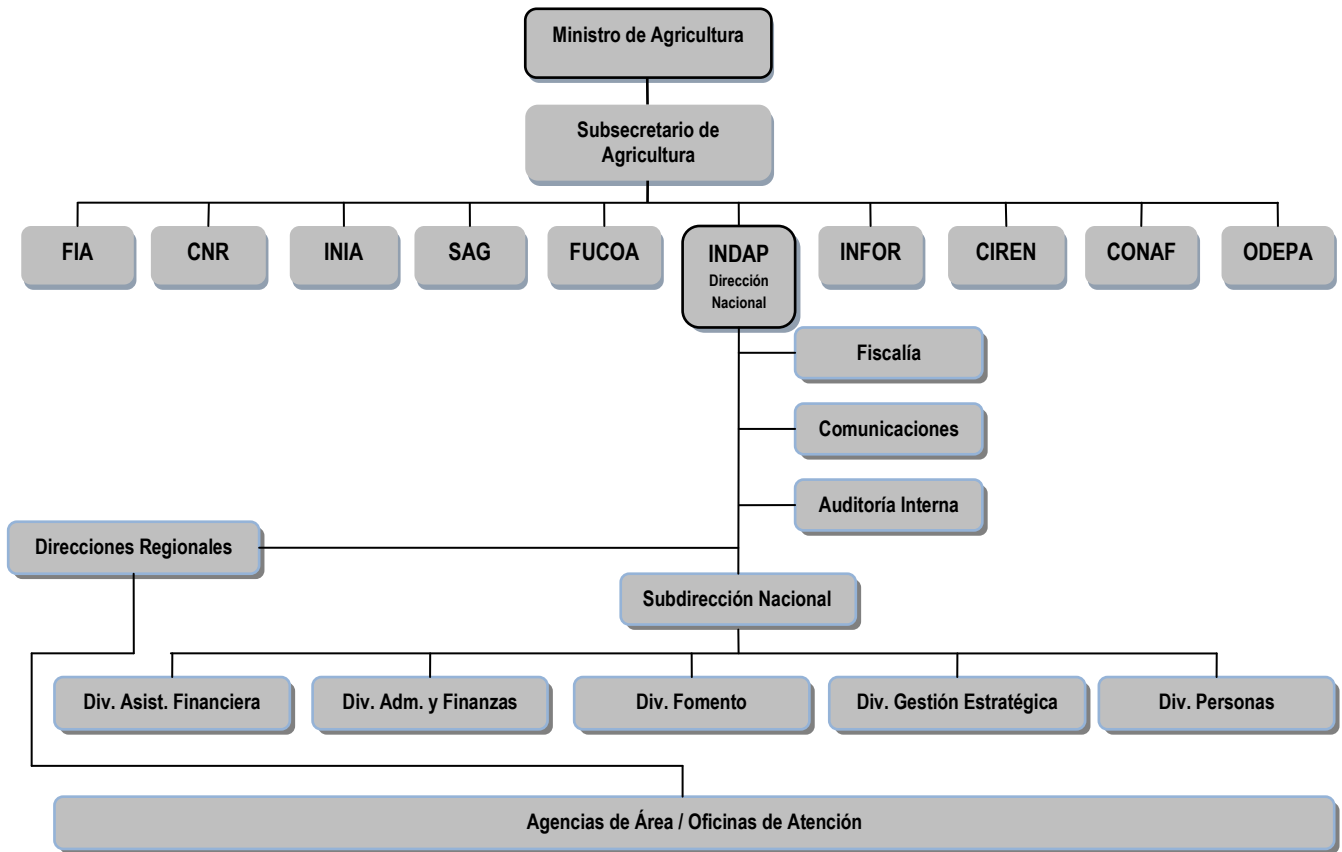 Ministro de Agricultura
Subsecretario de
Agricultura
FIA
CNR
INIA
SAG
FUCOA
INDAP
Dirección
Nacional
INFOR
CIREN
CONAF
ODEPA
Fiscalía
Comunicaciones
Auditoría Interna
Direcciones Regionales
Subdirección Nacional
Div. Asist. Financiera
Div. Adm. y Finanzas
Div. Fomento
Div. Gestión Estratégica
Div. Personas
Agencias de Área / Oficinas de Atención